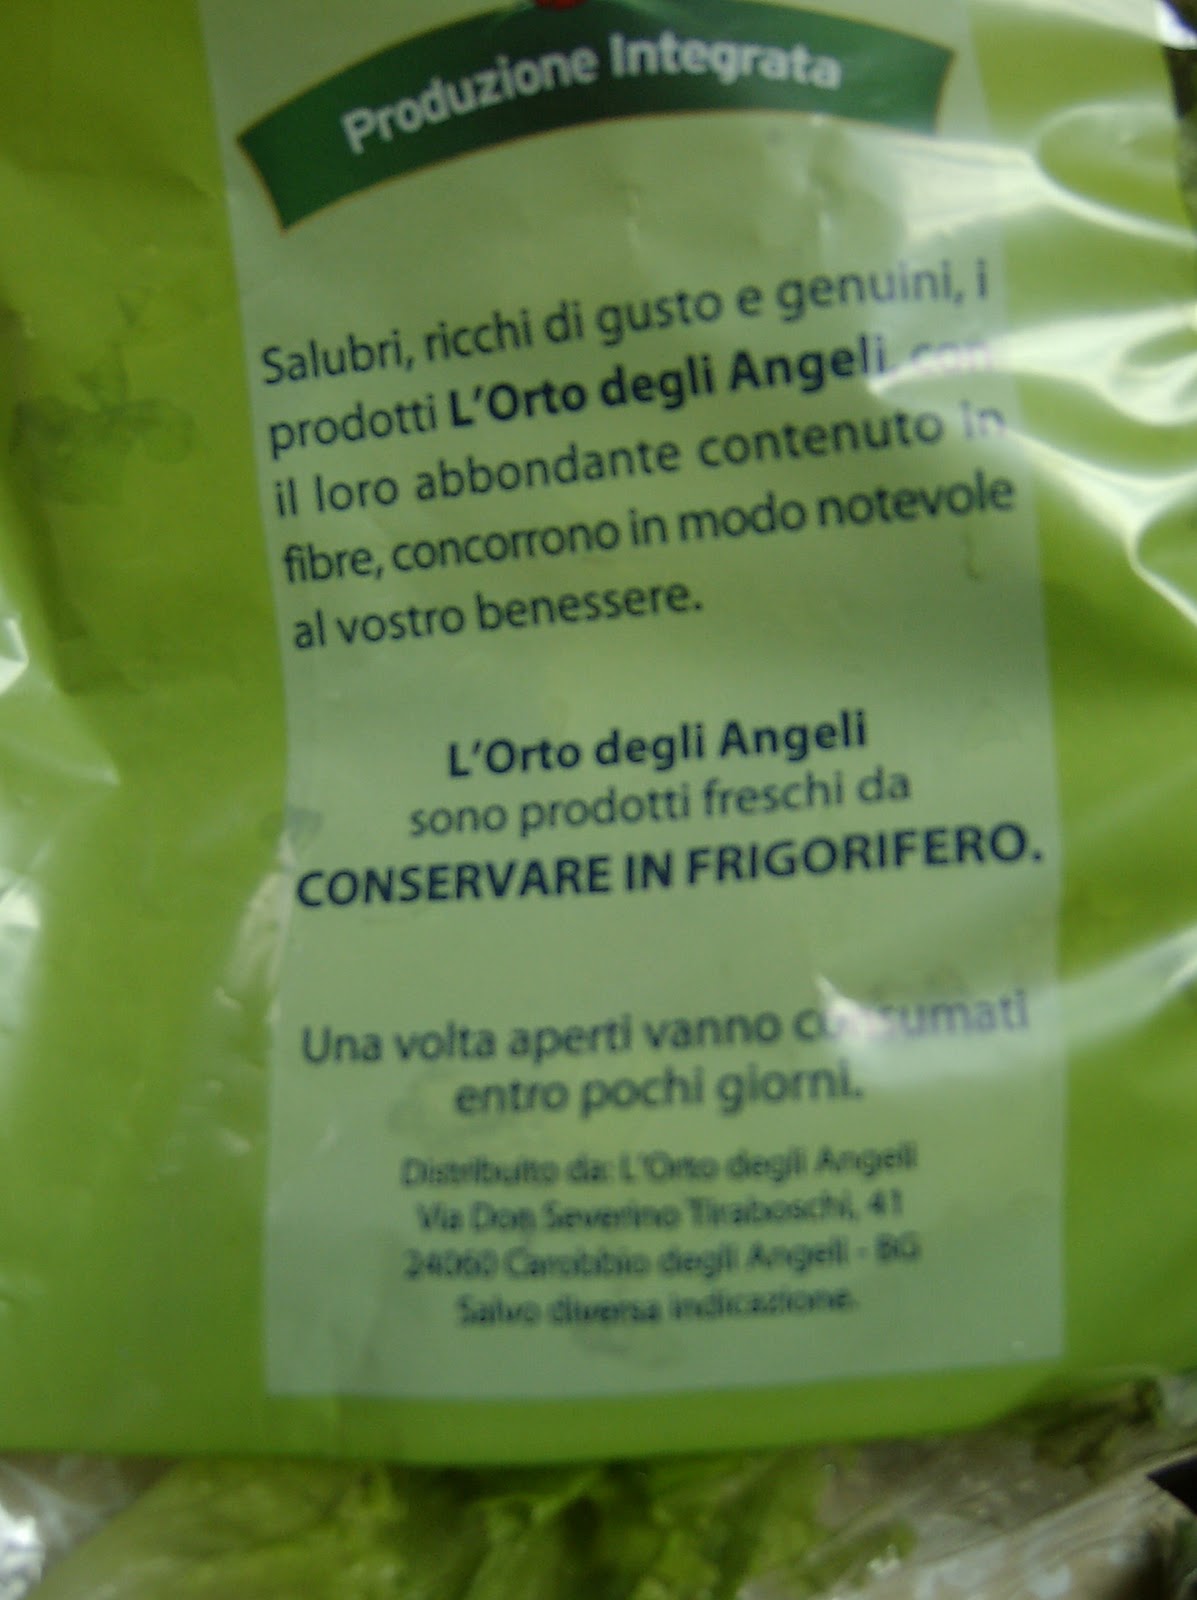 Produzione Integrata
Salubri, ricchi di gusto e genuini, i
prodotti L'Orto degli Angeli, con
il loro abbondante contenuto in
fibre, concorrono in modo notevole
al vostro benessere.
L'Orto degli Angeli
sono prodotti freschi da
CONSERVARE IN FRIGORIFERO.
Una volta aperti vanno consumati
entro pochi giorni.
Distribuito da: L'Orto degli Angeli
Via Don Severino Tiraboschi, 41
24060 Carobbio degli Angeli - BG
Salvo diversa indicazione.